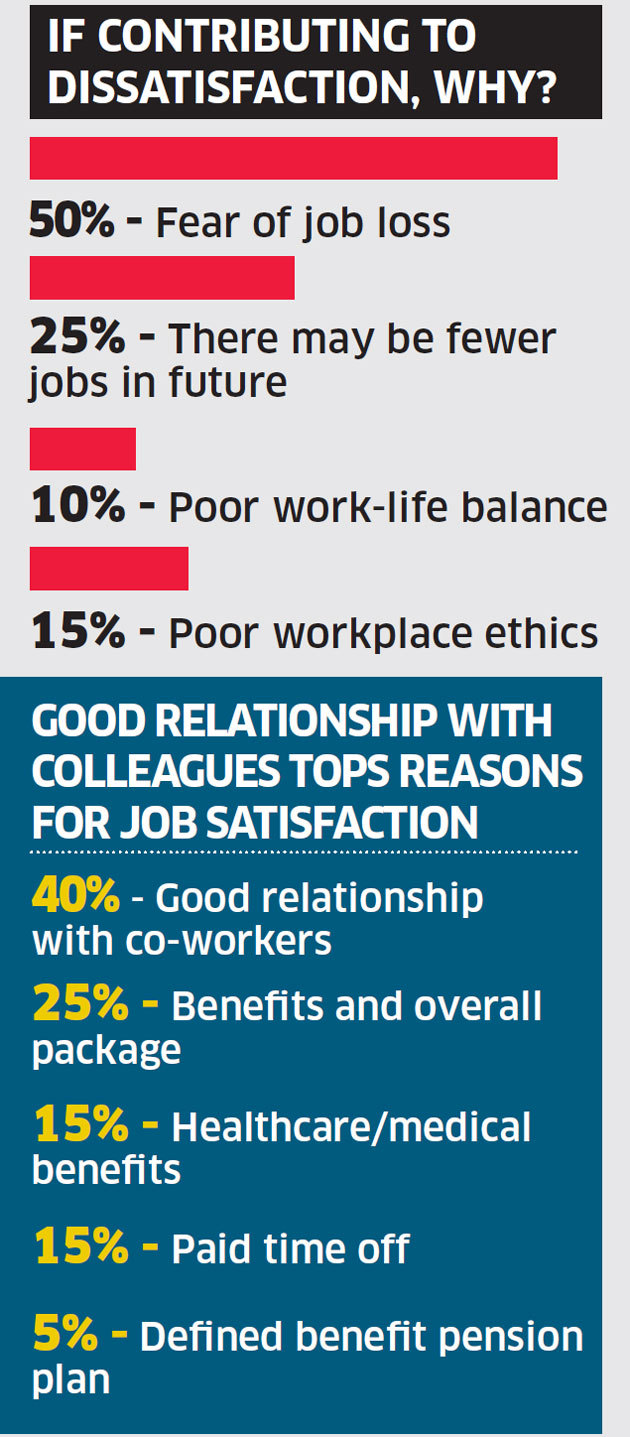 IF CONTRIBUTING TO
DISSATISFACTION, WHY?
50% - Fear of job loss
25% - There may be fewer
jobs in future
10% - Poor work-life balance
15% - Poor workplace ethics
GOOD RELATIONSHIP WITH
COLLEAGUES TOPS REASONS
FOR JOB SATISFACTION
40% - Good relationship
with co-workers
25% - Benefits and overall
package
15% - Healthcare/medical
benefits
15% - Paid time off
5% - Defined benefit pension
plan